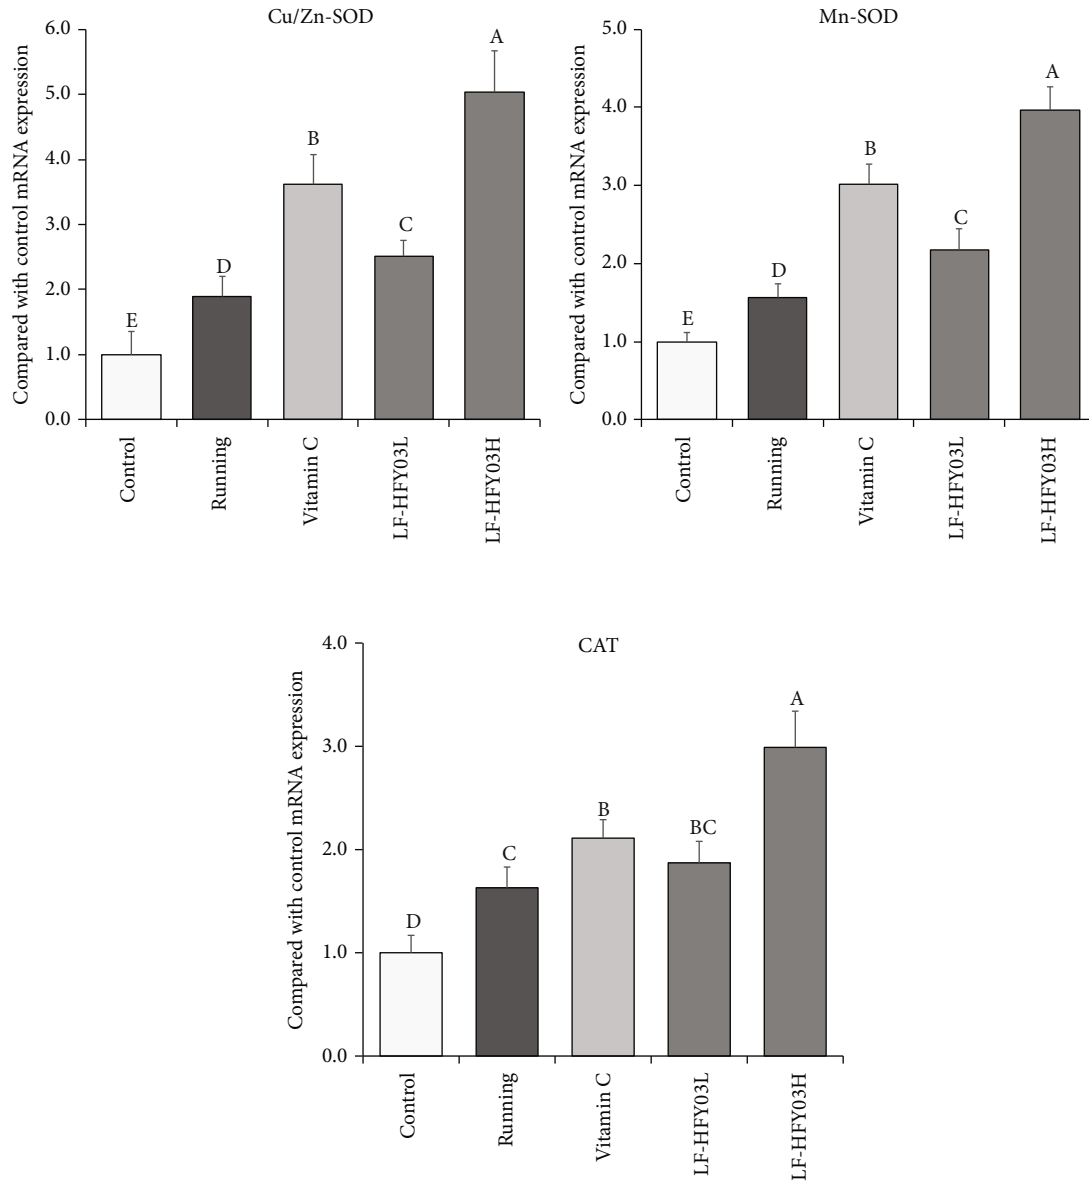 Cu/Zn-SOD
Compared with control mRNA expression
6.0
5.0
4.0
3.0
2.0
1.0
0.0
E
D
B
C
A
Control
Running
Vitamin C
LF-HFY03L
LF-HFY03H
Mn-SOD
Compared with control mRNA expression
5.0
4.0
3.0
2.0
1.0
0.0
E
D
B
C
A
Control
Running
Vitamin C
LF-HFY03L
LF-HFY03H
CAT
Compared with control mRNA expression
4.0
3.0
2.0
1.0
0.0
D
C
B
BC
A
Control
Running
Vitamin C
LF-HFY03L
LF-HFY03H